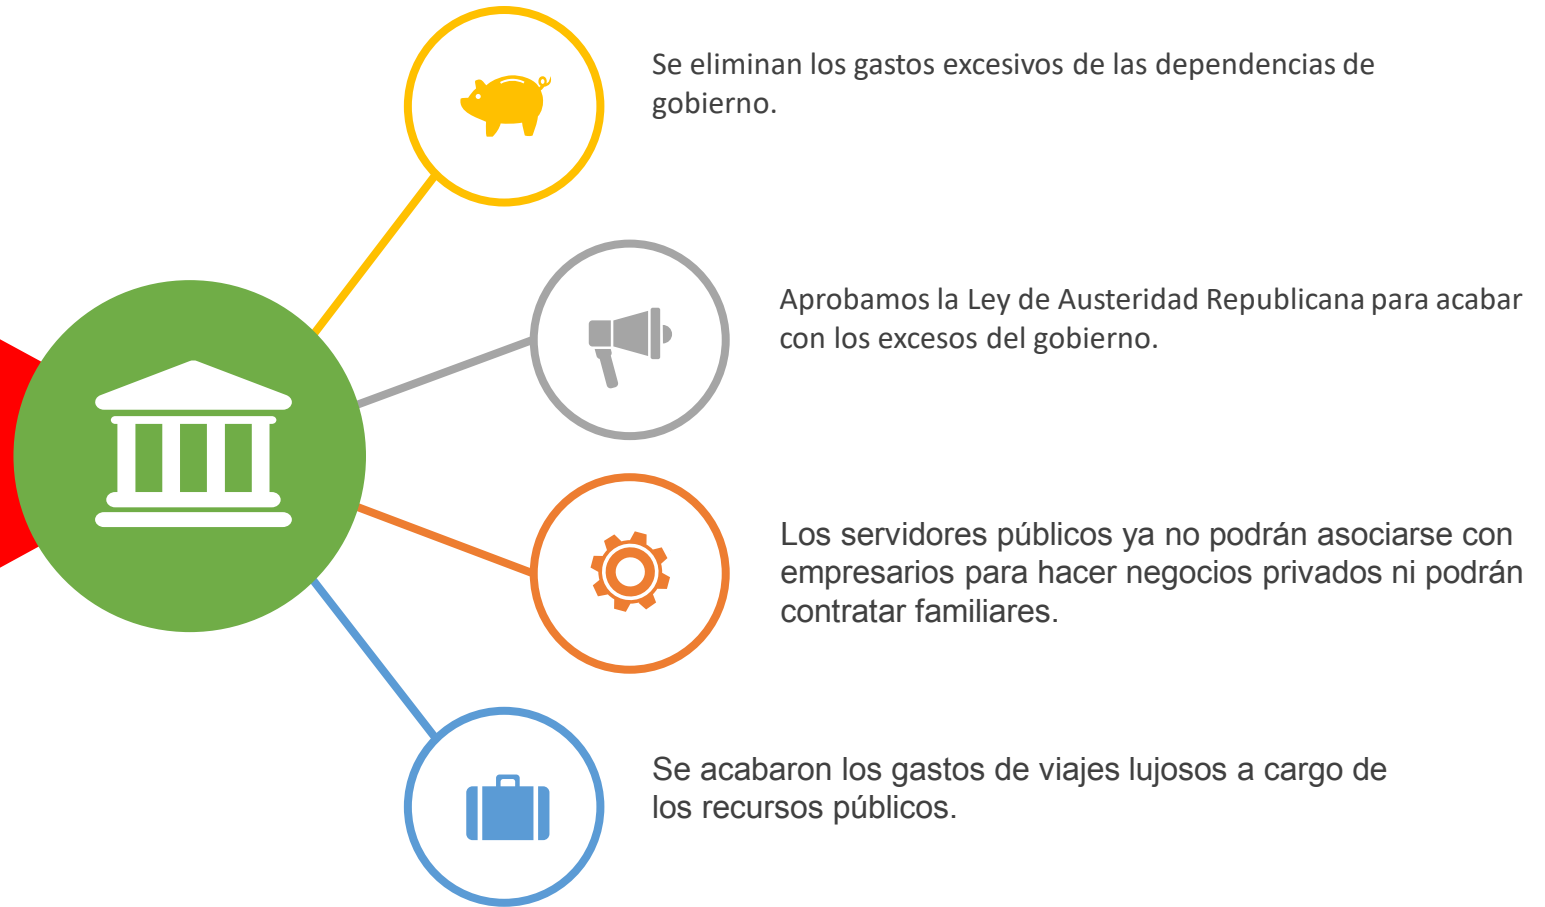 Se eliminan los gastos excesivos de las dependencias de
gobierno.
Aprobamos la Ley de Austeridad Republicana para acabar
con los excesos del gobierno.
Los servidores públicos ya no podrán asociarse con
empresarios para hacer negocios privados ni podrán
contratar familiares.
Se acabaron los gastos de viajes lujosos a cargo de
los recursos públicos.